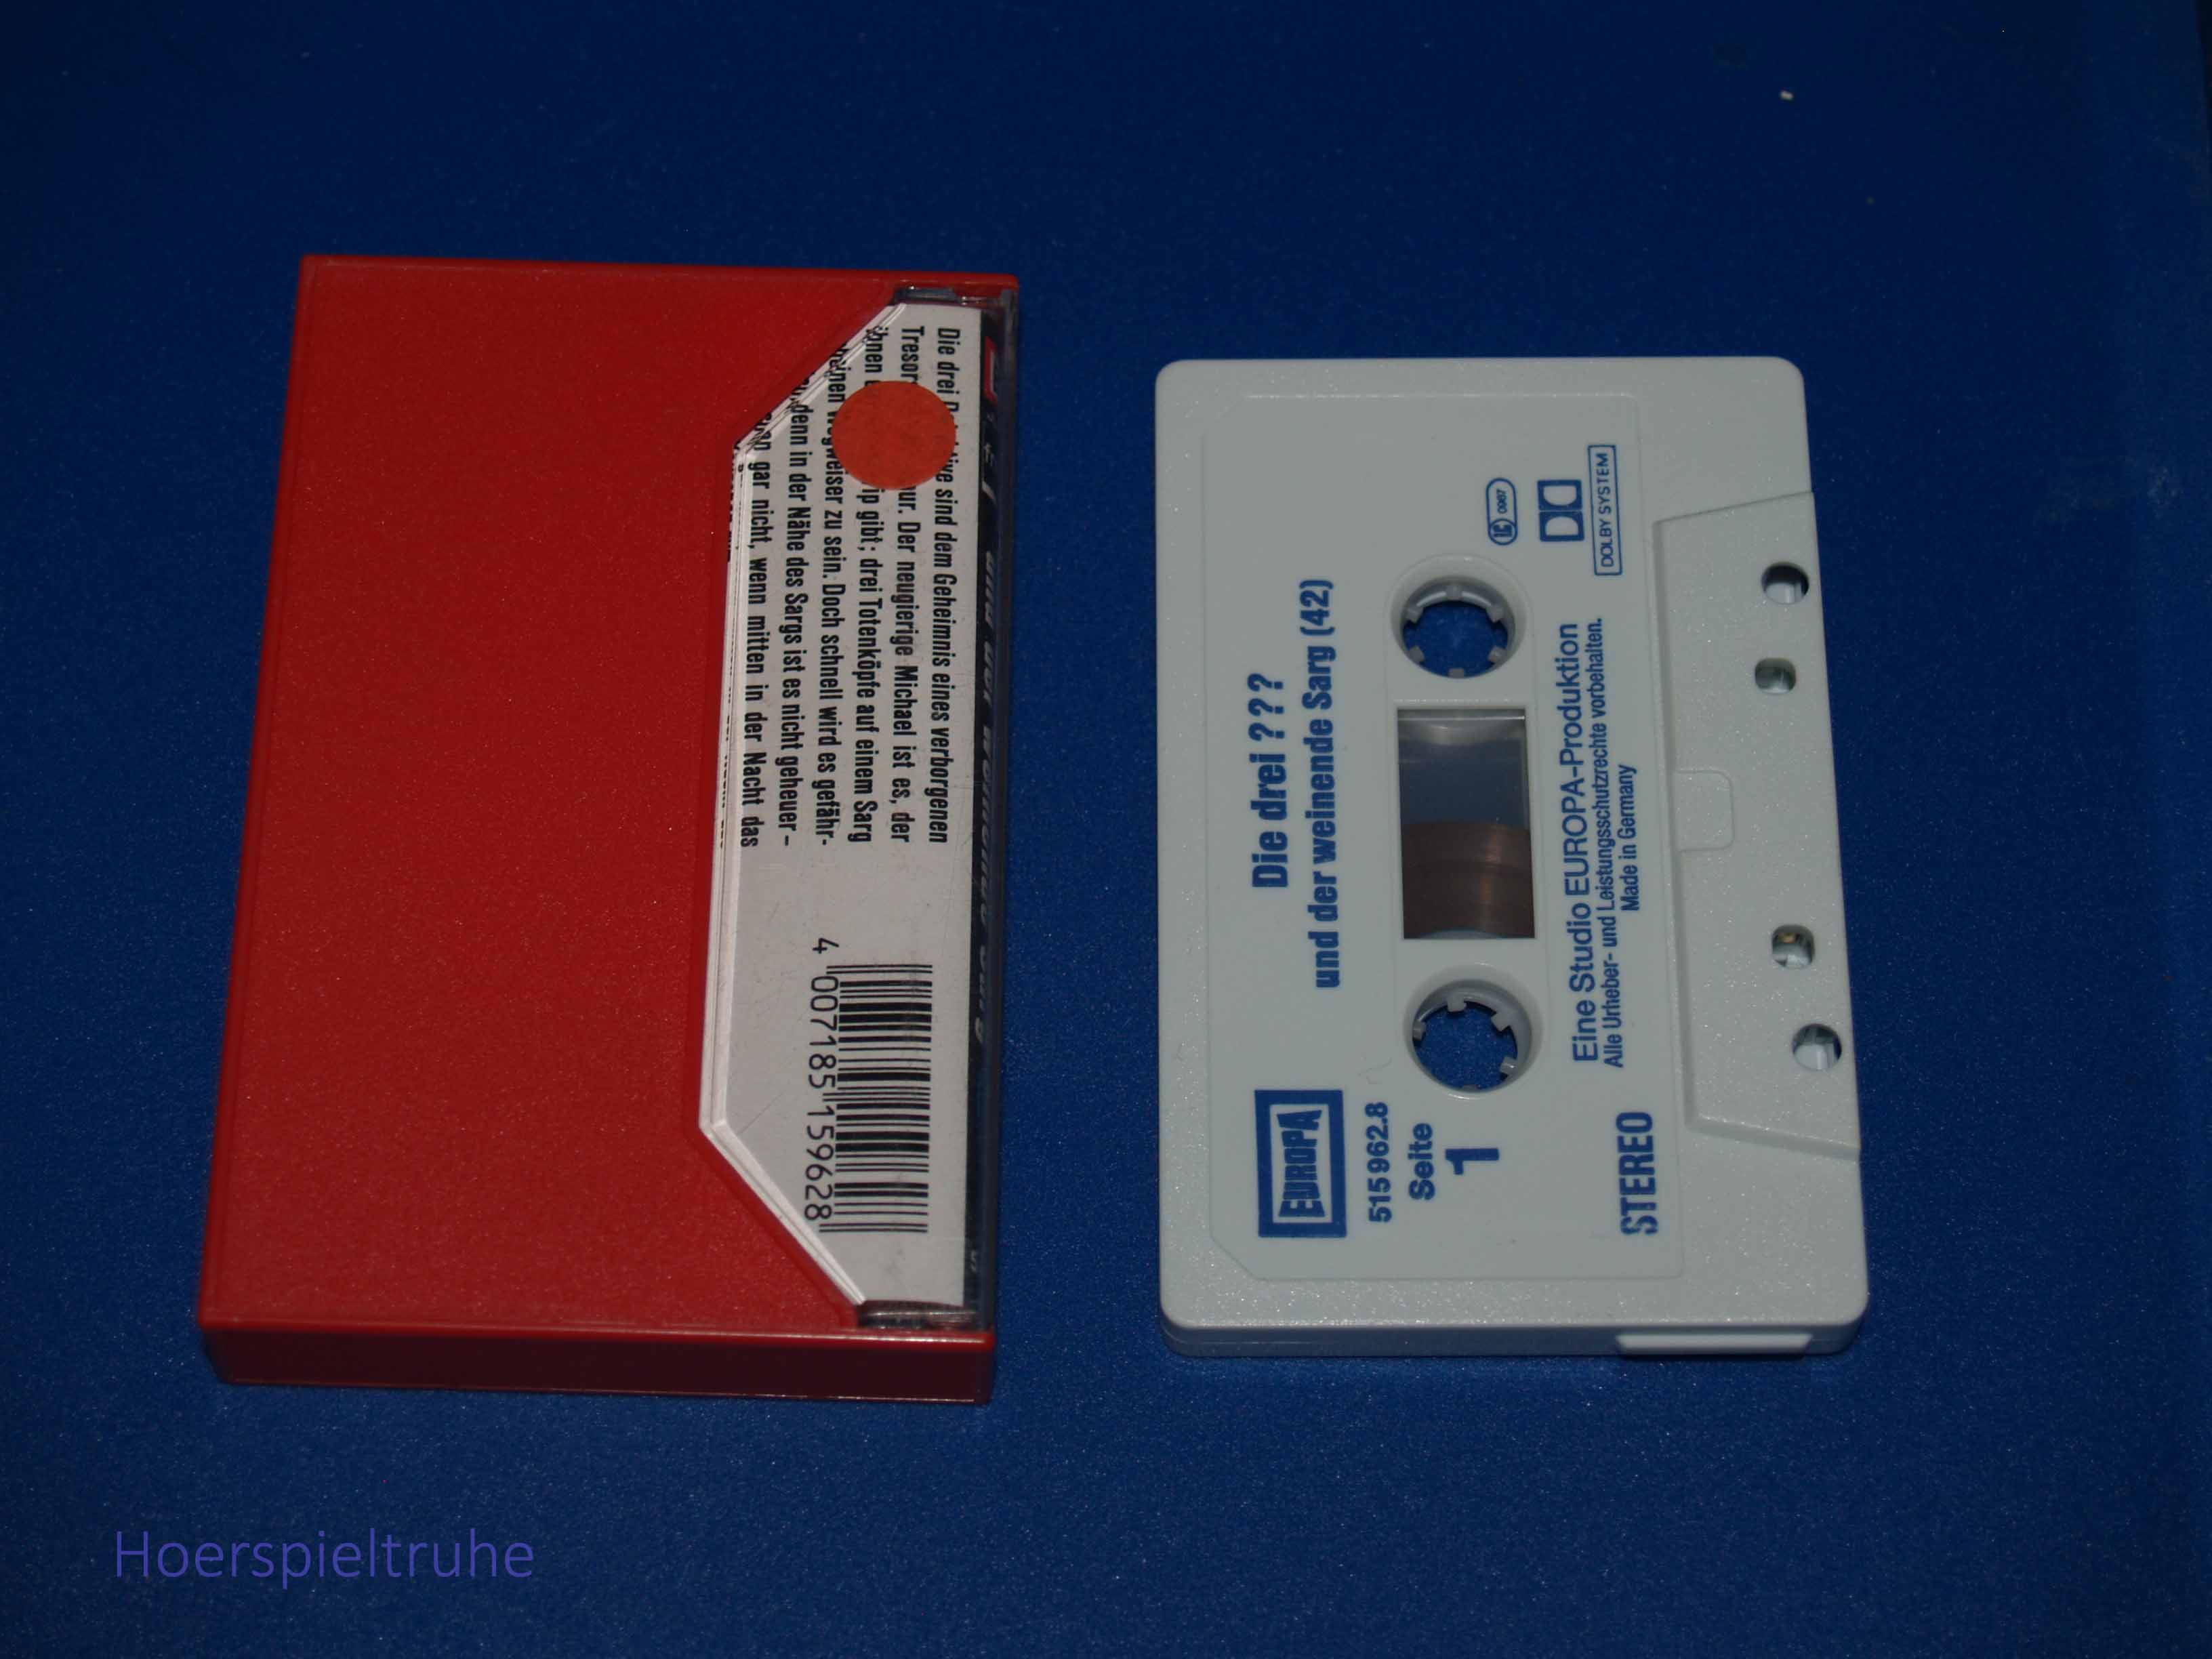 Die drei sind dem Geheimnis eines verborgenen
Tresors Der neugierige Michael ist es, der
ihnen gibt; drei Totenköpfe auf einem Sarg
weiser zu sein. Doch schnell wird es gefähr-
denn in der Nähe des Sargs ist es nicht geheuer –
gar nicht, wenn mitten in der Nacht das
4 007185 159628
Die drei ???
und der weinende Sarg (42)
EUROPA
515 962.8
Seite
1
LC 0967
DOLBY SYSTEM
Eine Studio EUROPA-Produktion
Alle Urheber- und Leistungsschutzrechte vorbehalten.
Made in Germany
STEREO
Hoerspieltruhe